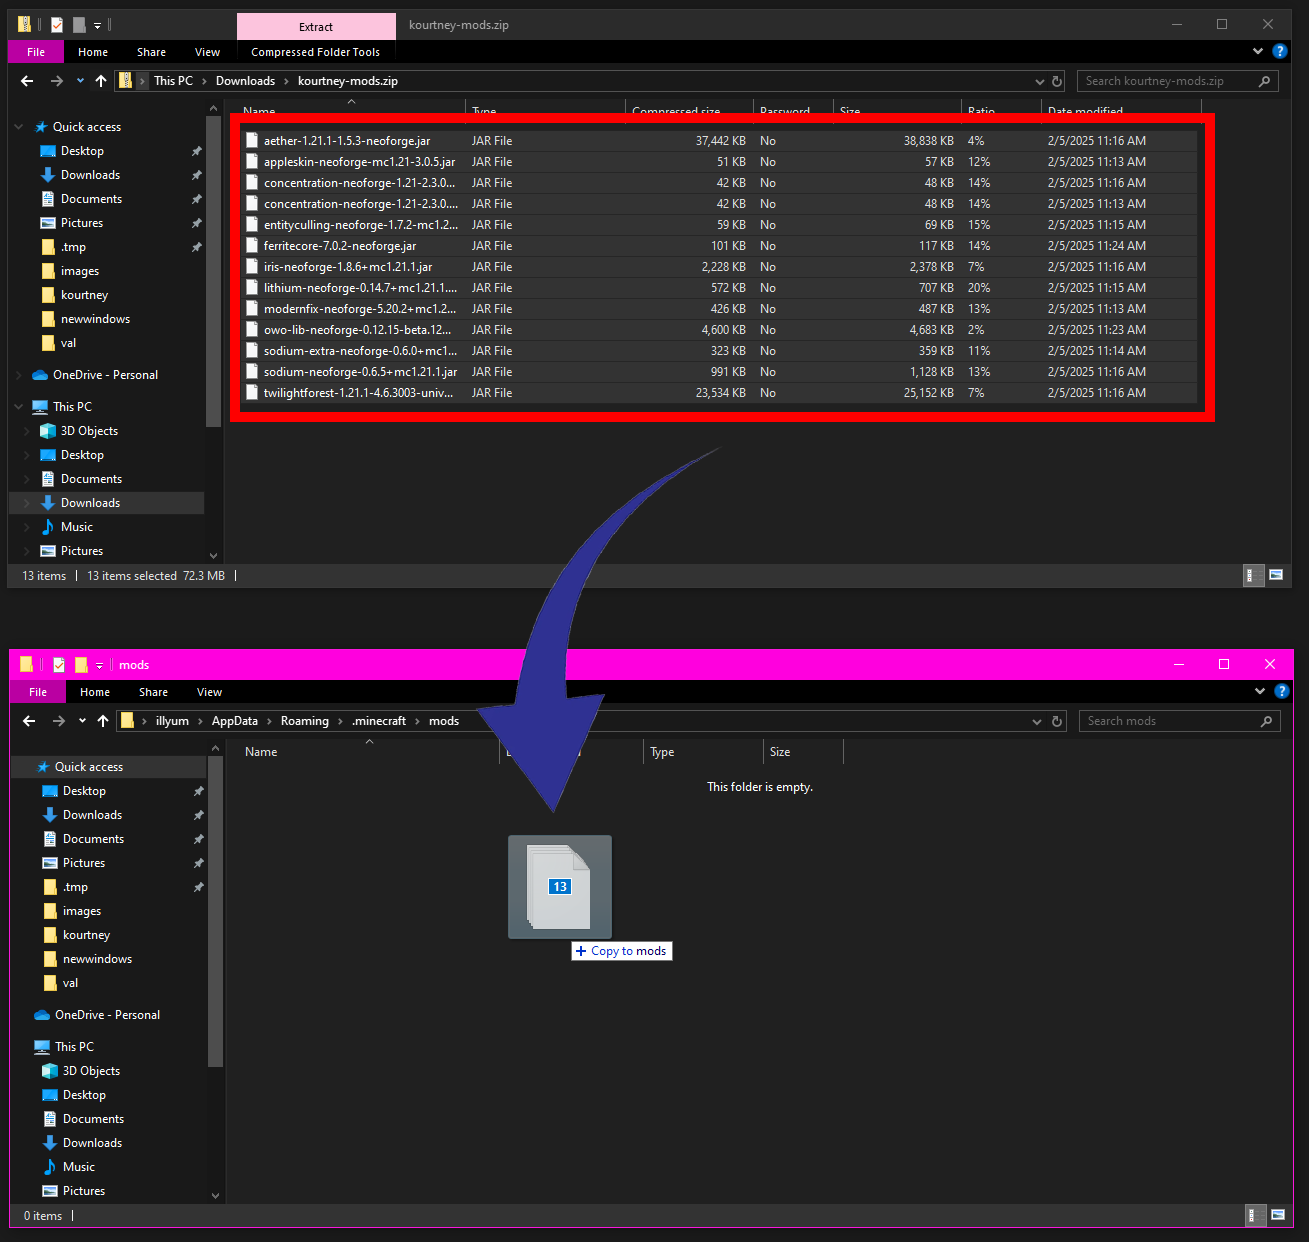 Extract
kourtney-mods.zip
File Home Share View Compressed Folder Tools
This PC > Downloads > kourtney-mods.zip
Search kourtney-mods.zip
Name Type Compressed size Password Size Ratio Date modified
Quick access
Desktop
Downloads
Documents
Pictures
.tmp
images
kourtney
newwindows
val
OneDrive - Personal
This PC
3D Objects
Desktop
Documents
Downloads
Music
Pictures
aether-1.21.1-1.5.3-neoforge.jar JAR File 37,442 KB No 38,838 KB 4% 2/5/2025 11:16 AM
appleskin-neoforge-mc1.21-3.0.5.jar JAR File 51 KB No 57 KB 12% 2/5/2025 11:13 AM
concentration-neoforge-1.21-2.3.0... JAR File 42 KB No 48 KB 14% 2/5/2025 11:16 AM
concentration-neoforge-1.21-2.3.0.... JAR File 42 KB No 48 KB 14% 2/5/2025 11:13 AM
entityculling-neoforge-1.7.2-mc1.2... JAR File 59 KB No 69 KB 15% 2/5/2025 11:15 AM
ferritecore-7.0.2-neoforge.jar JAR File 101 KB No 117 KB 14% 2/5/2025 11:24 AM
iris-neoforge-1.8.6+mc1.21.1.jar JAR File 2,228 KB No 2,378 KB 7% 2/5/2025 11:16 AM
lithium-neoforge-0.14.7+mc1.21.1.... JAR File 572 KB No 707 KB 20% 2/5/2025 11:15 AM
modernfix-neoforge-5.20.2+mc1.2... JAR File 426 KB No 487 KB 13% 2/5/2025 11:13 AM
owo-lib-neoforge-0.12.15-beta.12... JAR File 4,600 KB No 4,683 KB 2% 2/5/2025 11:23 AM
sodium-extra-neoforge-0.6.0+mc1... JAR File 323 KB No 359 KB 11% 2/5/2025 11:14 AM
sodium-neoforge-0.6.5+mc1.21.1.jar JAR File 991 KB No 1,128 KB 13% 2/5/2025 11:16 AM
twilightforest-1.21.1-4.6.3003-univ... JAR File 23,534 KB No 25,152 KB 7% 2/5/2025 11:16 AM
13 items | 13 items selected 72.3 MB |
mods
File Home Share View
> illyum > AppData > Roaming > .minecraft > mods
Search mods
Name Type Size
This folder is empty.
Quick access
Desktop
Downloads
Documents
Pictures
.tmp
images
kourtney
newwindows
val
OneDrive - Personal
This PC
3D Objects
Desktop
Documents
Downloads
Music
Pictures
13
+ Copy to mods
0 items |